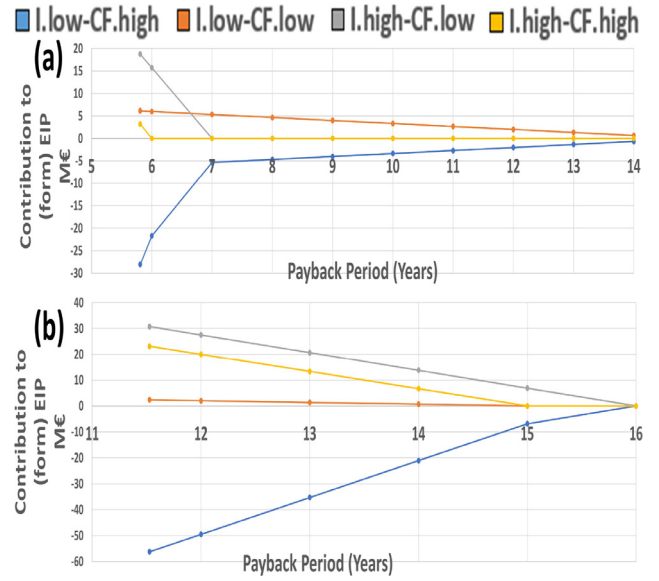 I.low-CF.high I.low-CF.low I.high-CF.low I.high-CF.high
(a)
Contribution to
(form) EIP
M€
20
15
10
5
0
-5
-10
-15
-20
-25
-30
5 6 7 8 9 10 11 12 13 14
Payback Period (Years)
(b)
Contribution to
(form) EIP
M€
40
30
20
10
0
-10
-20
-30
-40
-50
-60
11 12 13 14 15 16
Payback Period (Years)